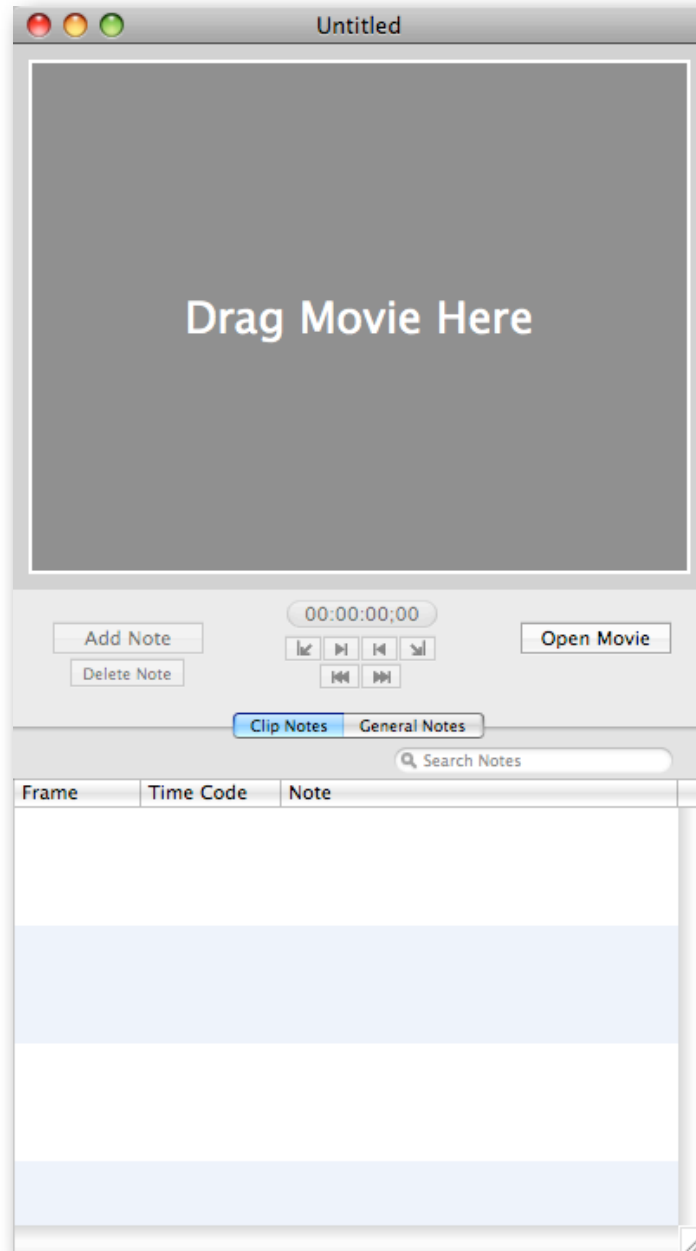 Untitled
Drag Movie Here
00:00:00;00
Add Note
Open Movie
Delete Note
Clip Notes General Notes
Search Notes
Frame Time Code Note